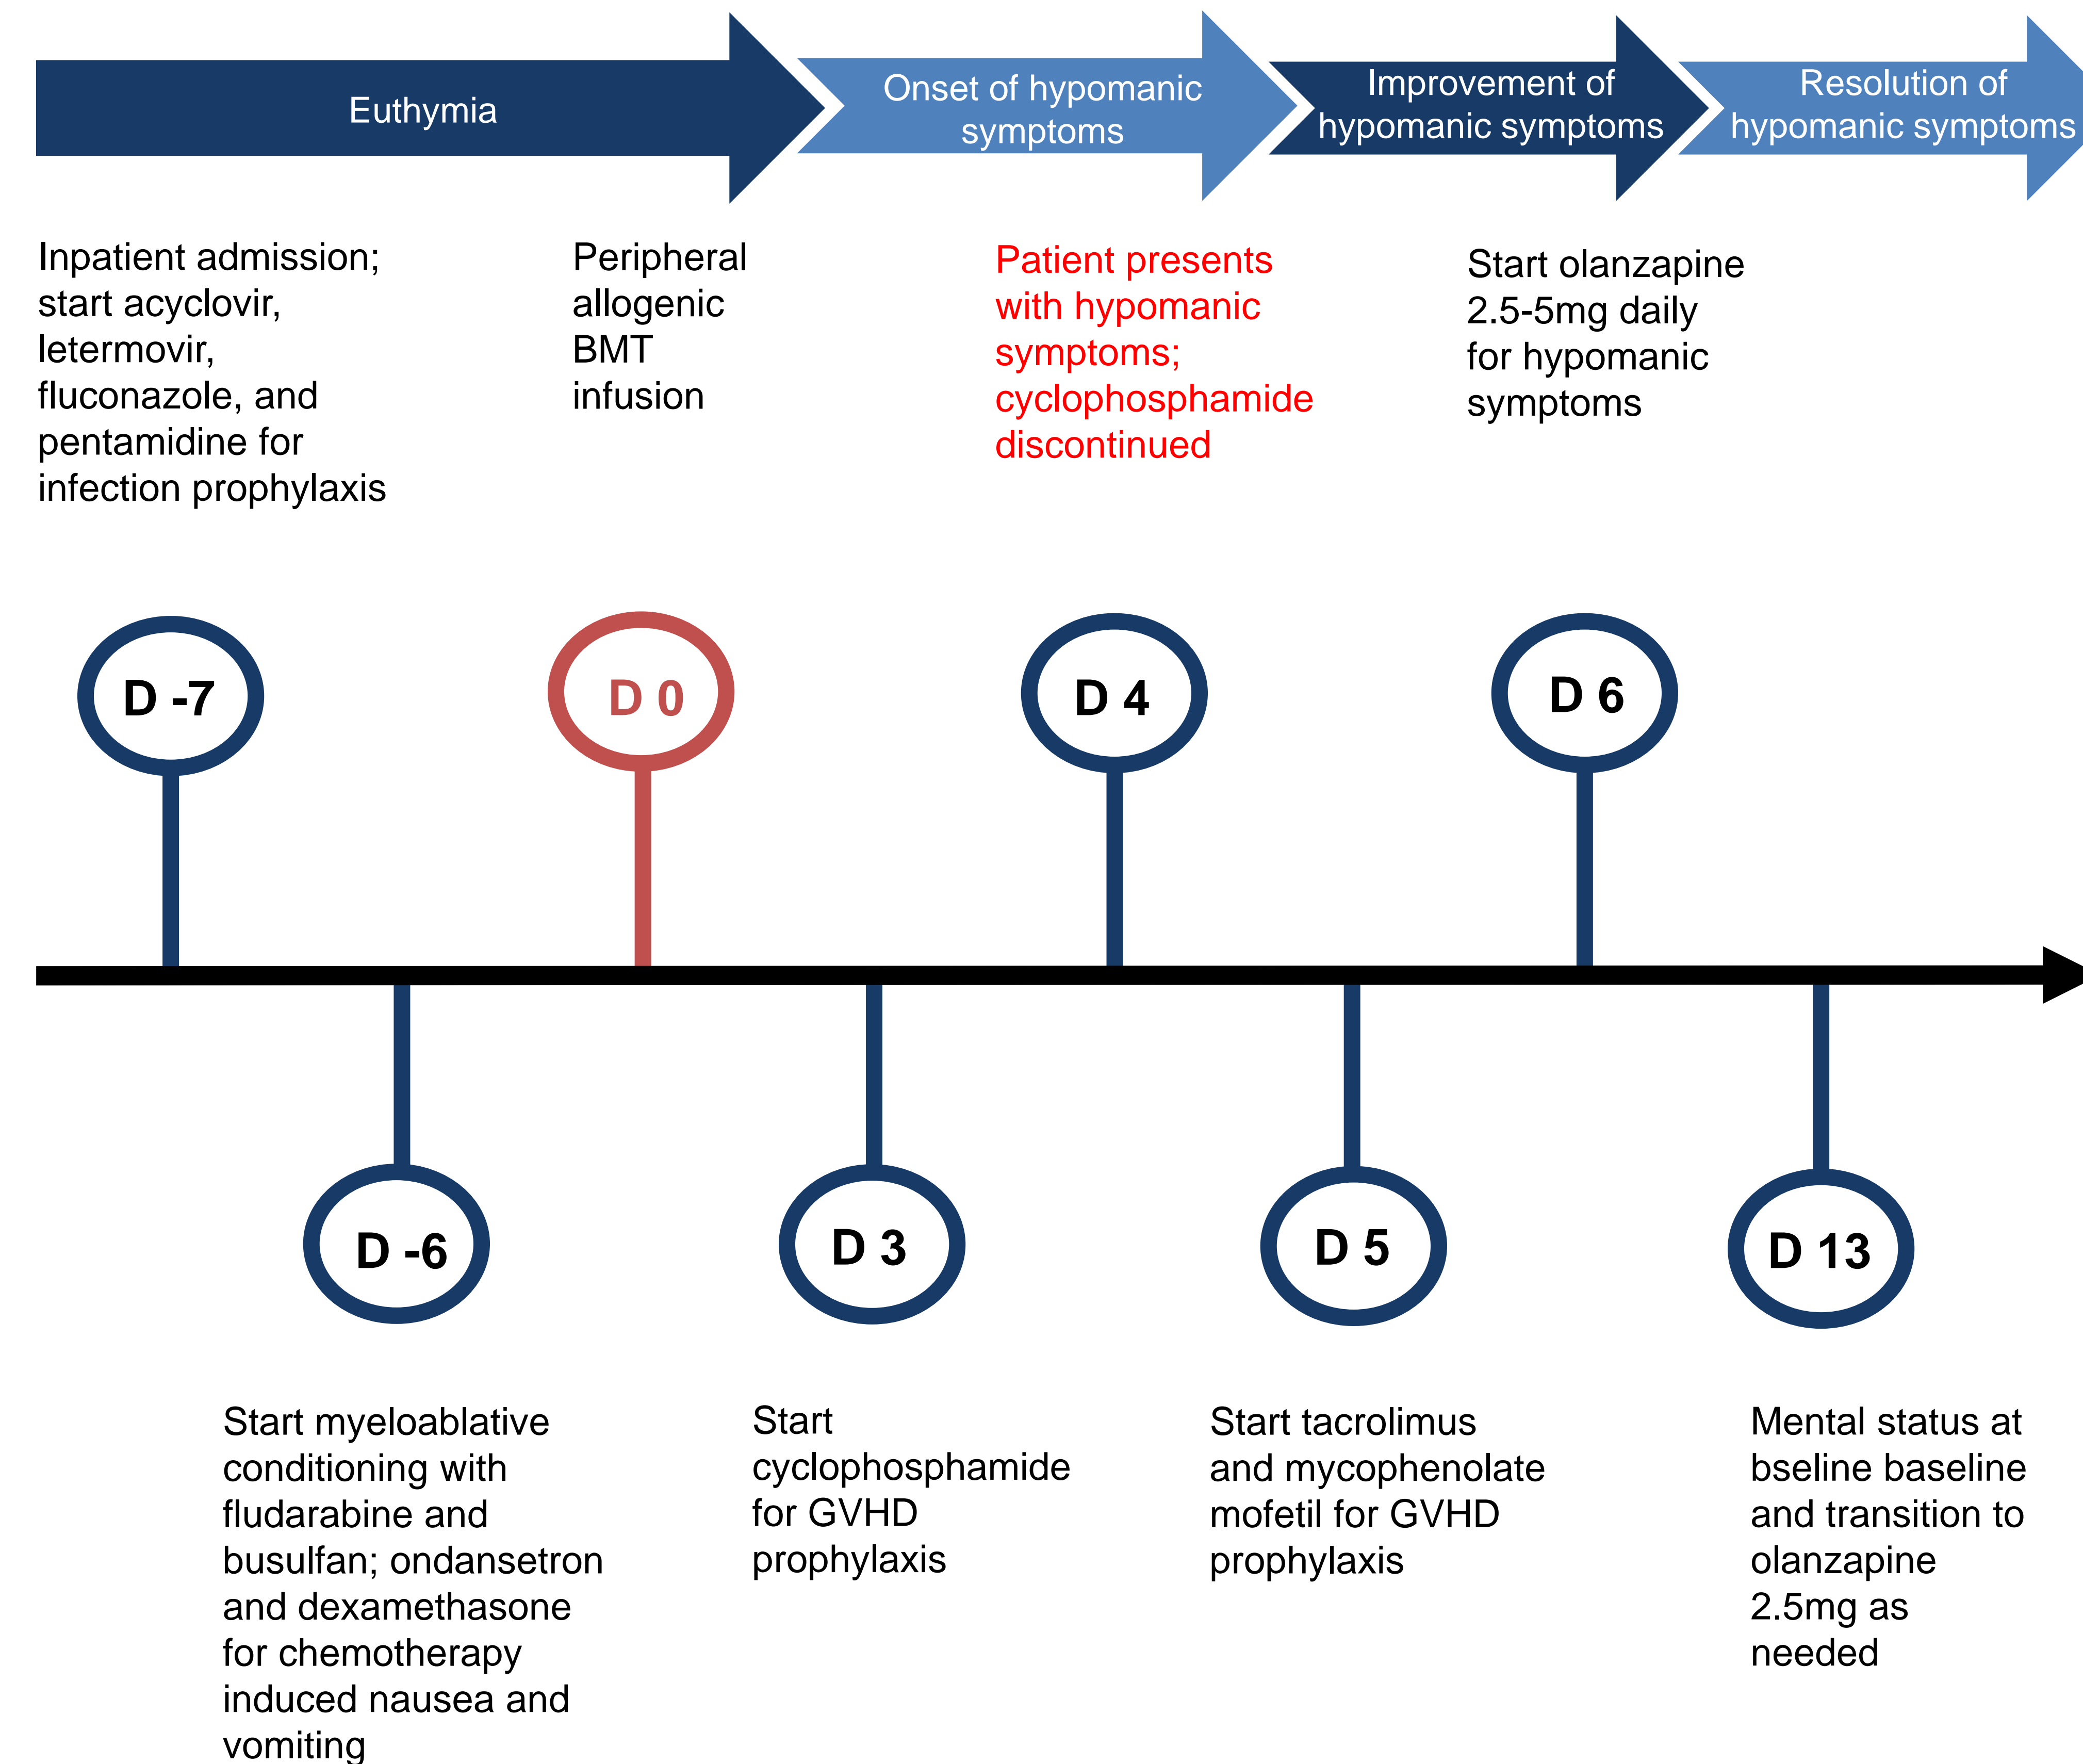 Euthymia
Onset of hypomanic
symptoms
Improvement of
hypomanic symptoms
Resolution of
hypomanic symptoms
Inpatient admission;
start acyclovir,
letermovir,
fluconazole, and
pentamidine for
infection prophylaxis
Peripheral
allogenic
BMT
infusion
Patient presents
with hypomanic
symptoms;
cyclophosphamide
discontinued
Start olanzapine
2.5-5mg daily
for hypomanic
symptoms
D -7
D 0
D 4
D 6
D -6
D 3
D 5
D 13
Start myeloablative
conditioning with
fludarabine and
busulfan; ondansetron
and dexamethasone
for chemotherapy
induced nausea and
vomiting
Start
cyclophosphamide
for GVHD
prophylaxis
Start tacrolimus
and mycophenolate
mofetil for GVHD
prophylaxis
Mental status at
bseline baseline
and transition to
olanzapine
2.5mg as
needed